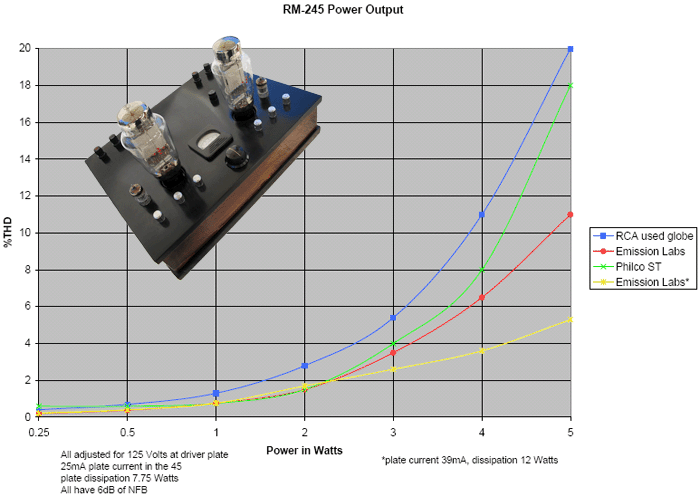 RM-245 Power Output
20
18
16
14
12
10
8
6
4
2
0
%THD
0.25 0.5 1 2 3 4 5
Power in Watts
RCA used globe
Emission Labs
Philco ST
Emission Labs*
All adjusted for 125 Volts at driver plate
25mA plate current in the 45
plate dissipation 7.75 Watts
All have 6dB of NFB
*plate current 39mA, dissipation 12 Watts